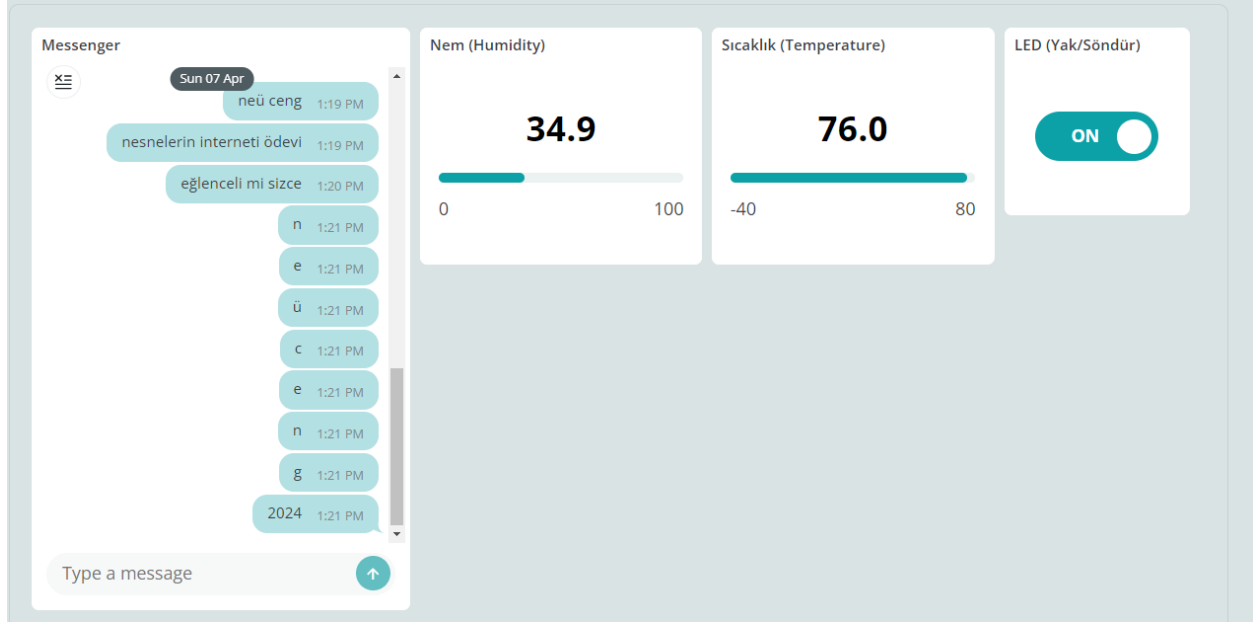 Messenger
Sun 07 Apr
neü ceng 1:19 PM
nesnelerin interneti ödevi 1:19 PM
eğlenceli mi sizce 1:20 PM
n 1:21 PM
e 1:21 PM
ü 1:21 PM
c 1:21 PM
e 1:21 PM
n 1:21 PM
g 1:21 PM
2024 1:21 PM
Type a message
Nem (Humidity)
34.9
0 100
Sıcaklık (Temperature)
76.0
-40 80
LED (Yak/Söndür)
ON